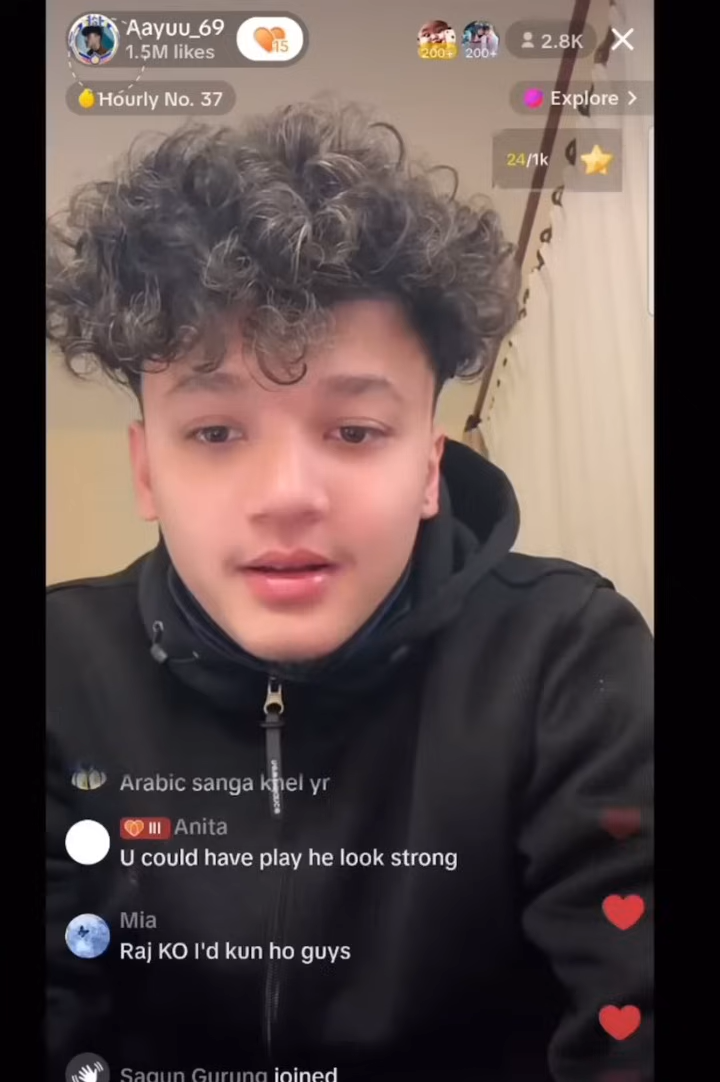 Aayuu_69
1.5M likes
15
200+
200+
2.8K
Hourly No. 37
Explore >
24/1k
Arabic sanga khel yr
III Anita
U could have play he look strong
Mia
Raj KO I'd kun ho guys
Sagun Gurung joined